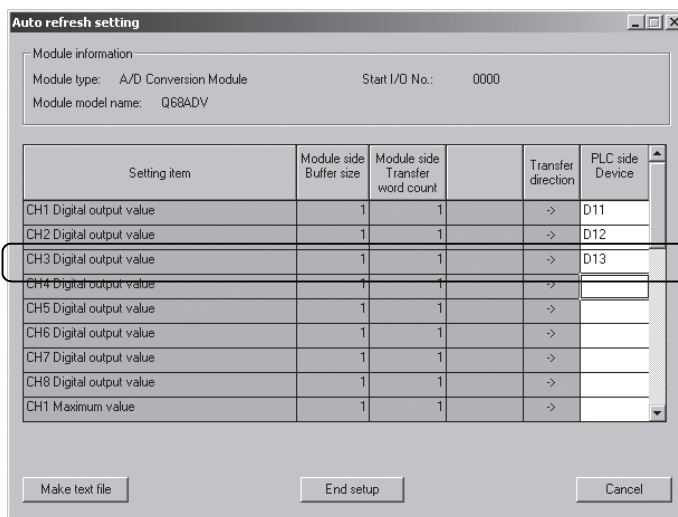 Auto refresh setting
Module information
Module type: A/D Conversion Module Start I/O No.: 0000
Module model name: Q68ADV
Setting item Module side Buffer size Module side Transfer word count Transfer direction PLC side Device
CH1 Digital output value 1 1 -> D11
CH2 Digital output value 1 1 -> D12
CH3 Digital output value 1 1 -> D13
CH4 Digital output value 1 1 ->
CH5 Digital output value 1 1 ->
CH6 Digital output value 1 1 ->
CH7 Digital output value 1 1 ->
CH8 Digital output value 1 1 ->
CH1 Maximum value 1 1 ->
Make text file End setup Cancel